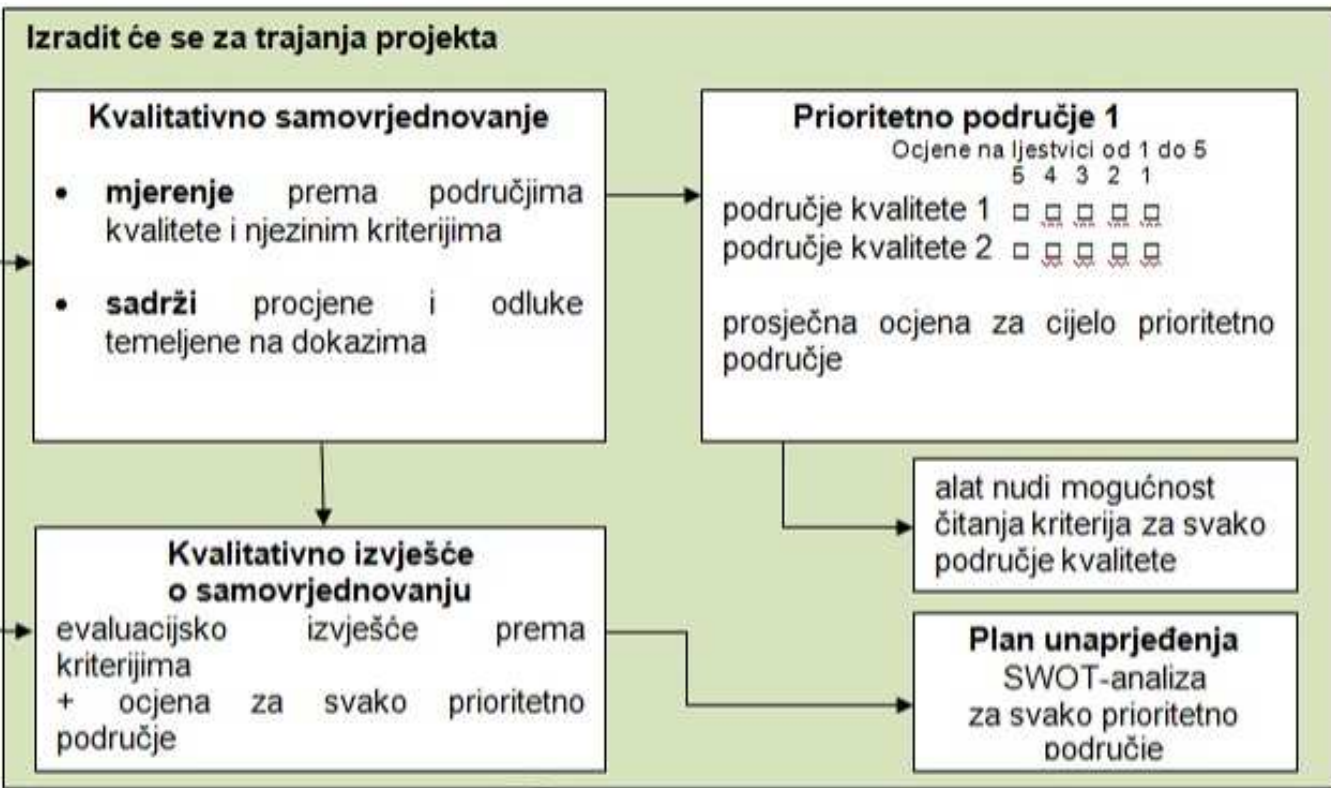 Izradit će se za trajanja projekta
Kvalitativno samovrjednovanje
• mjerenje prema područjima
kvalitete i njezinim kriterijima
• sadrži procjene i odluke
temeljene na dokazima
Prioritetno područje 1
Ocjene na ljestvici od 1 do 5
5 4 3 2 1
područje kvalitete 1 □ □ □ □ □
područje kvalitete 2 □ □ □ □ □
prosječna ocjena za cijelo prioritetno
područje
alat nudi mogućnost
čitanja kriterija za svako
područje kvalitete
Kvalitativno izvješće
o samovrjednovanju
evaluacijsko izvješće prema
kriterijima
+ ocjena za svako prioritetno
područje
Plan unaprjeđenja
SWOT-analiza
za svako prioritetno
područje